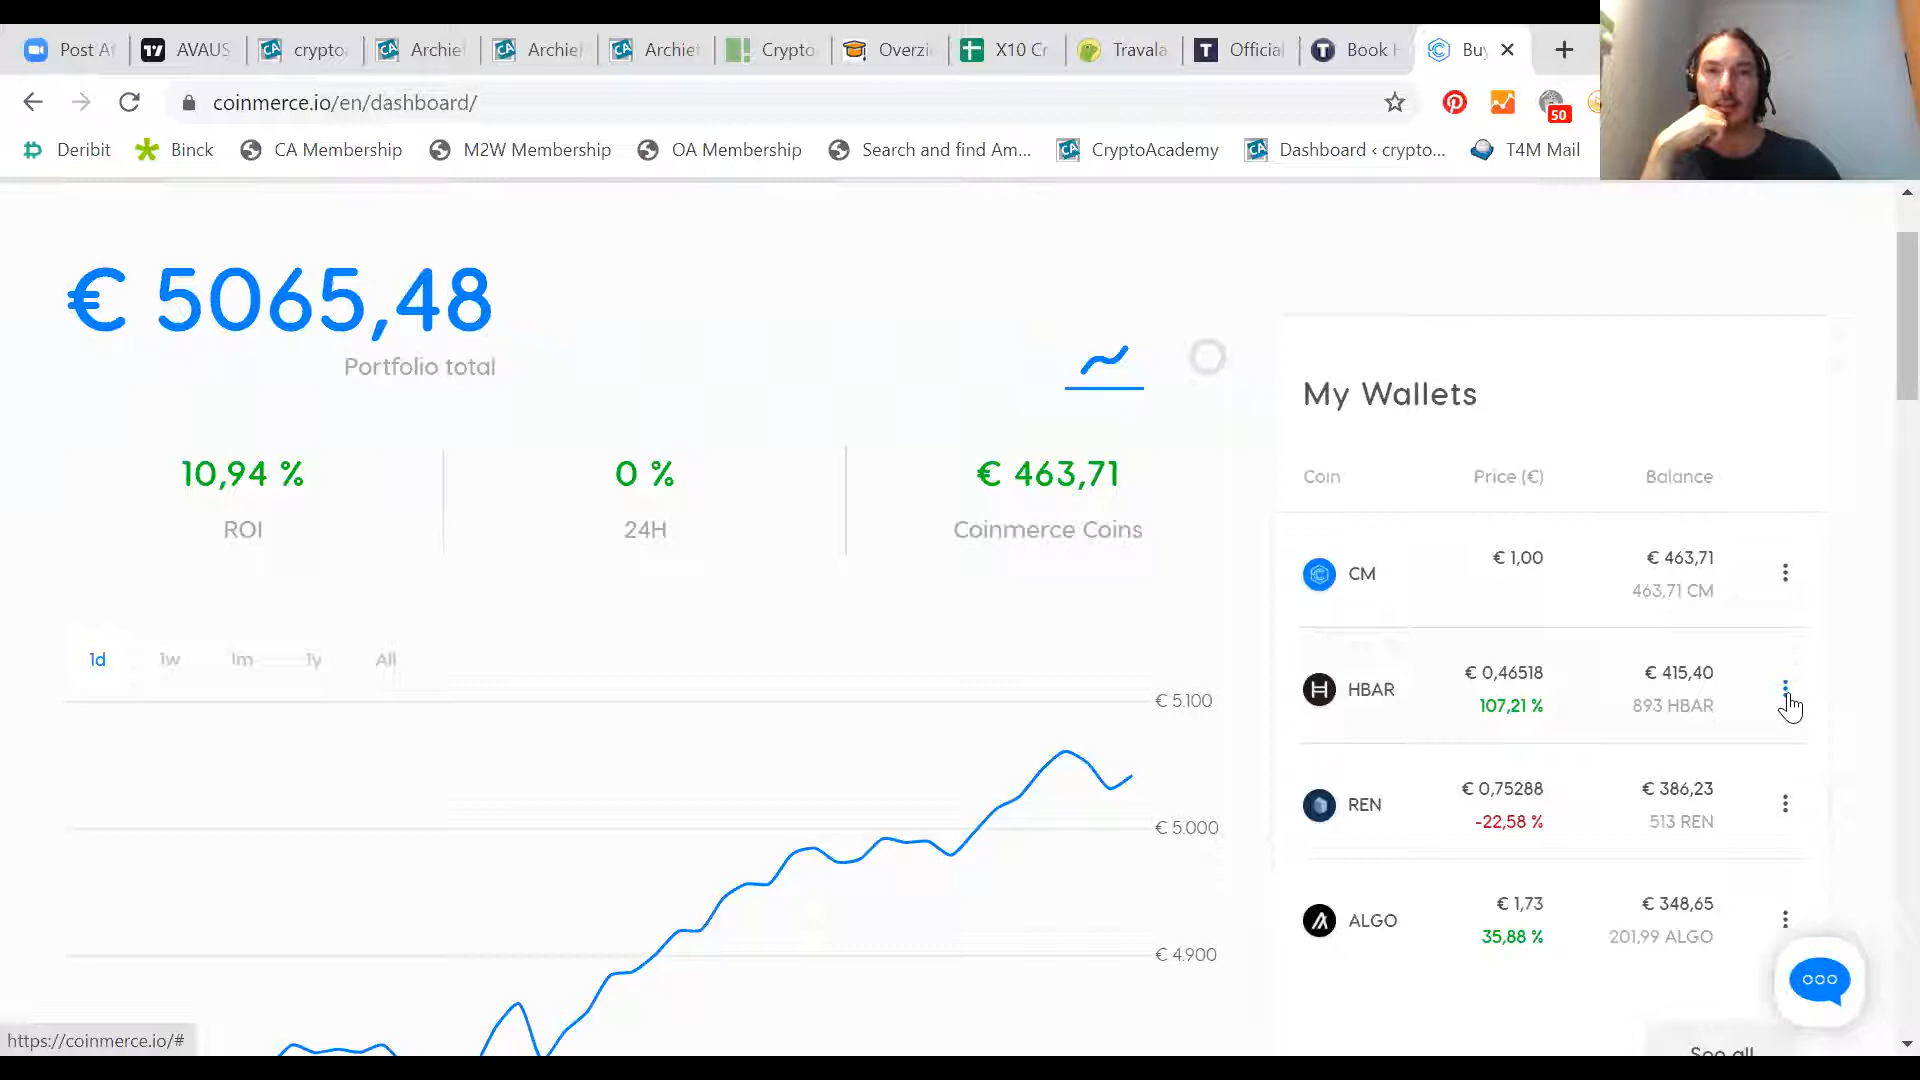 Post A
AVAUS
crypto
Archie
Archie
Archie
Crypto
Overzi
X10 Cr
Travala
Official
Book H
Buy
coinmerce.io/en/dashboard/
50
Deribit
Binck
CA Membership
M2W Membership
OA Membership
Search and find Am...
CryptoAcademy
Dashboard ‹ crypto...
T4M Mail
€ 5065,48
Portfolio total
10,94 %
ROI
0 %
24H
€ 463,71
Coinmerce Coins
1d 1w 1m 1y All
€ 5.100
€ 5.000
€ 4.900
My Wallets
Coin Price (€) Balance
CM € 1,00 € 463,71
463,71 CM
HBAR € 0,46518 € 415,40
107,21 % 893 HBAR
REN € 0,75288 € 386,23
-22,58 % 513 REN
ALGO € 1,73 € 348,65
35,88 % 201,99 ALGO
See all
https://coinmerce.io/#